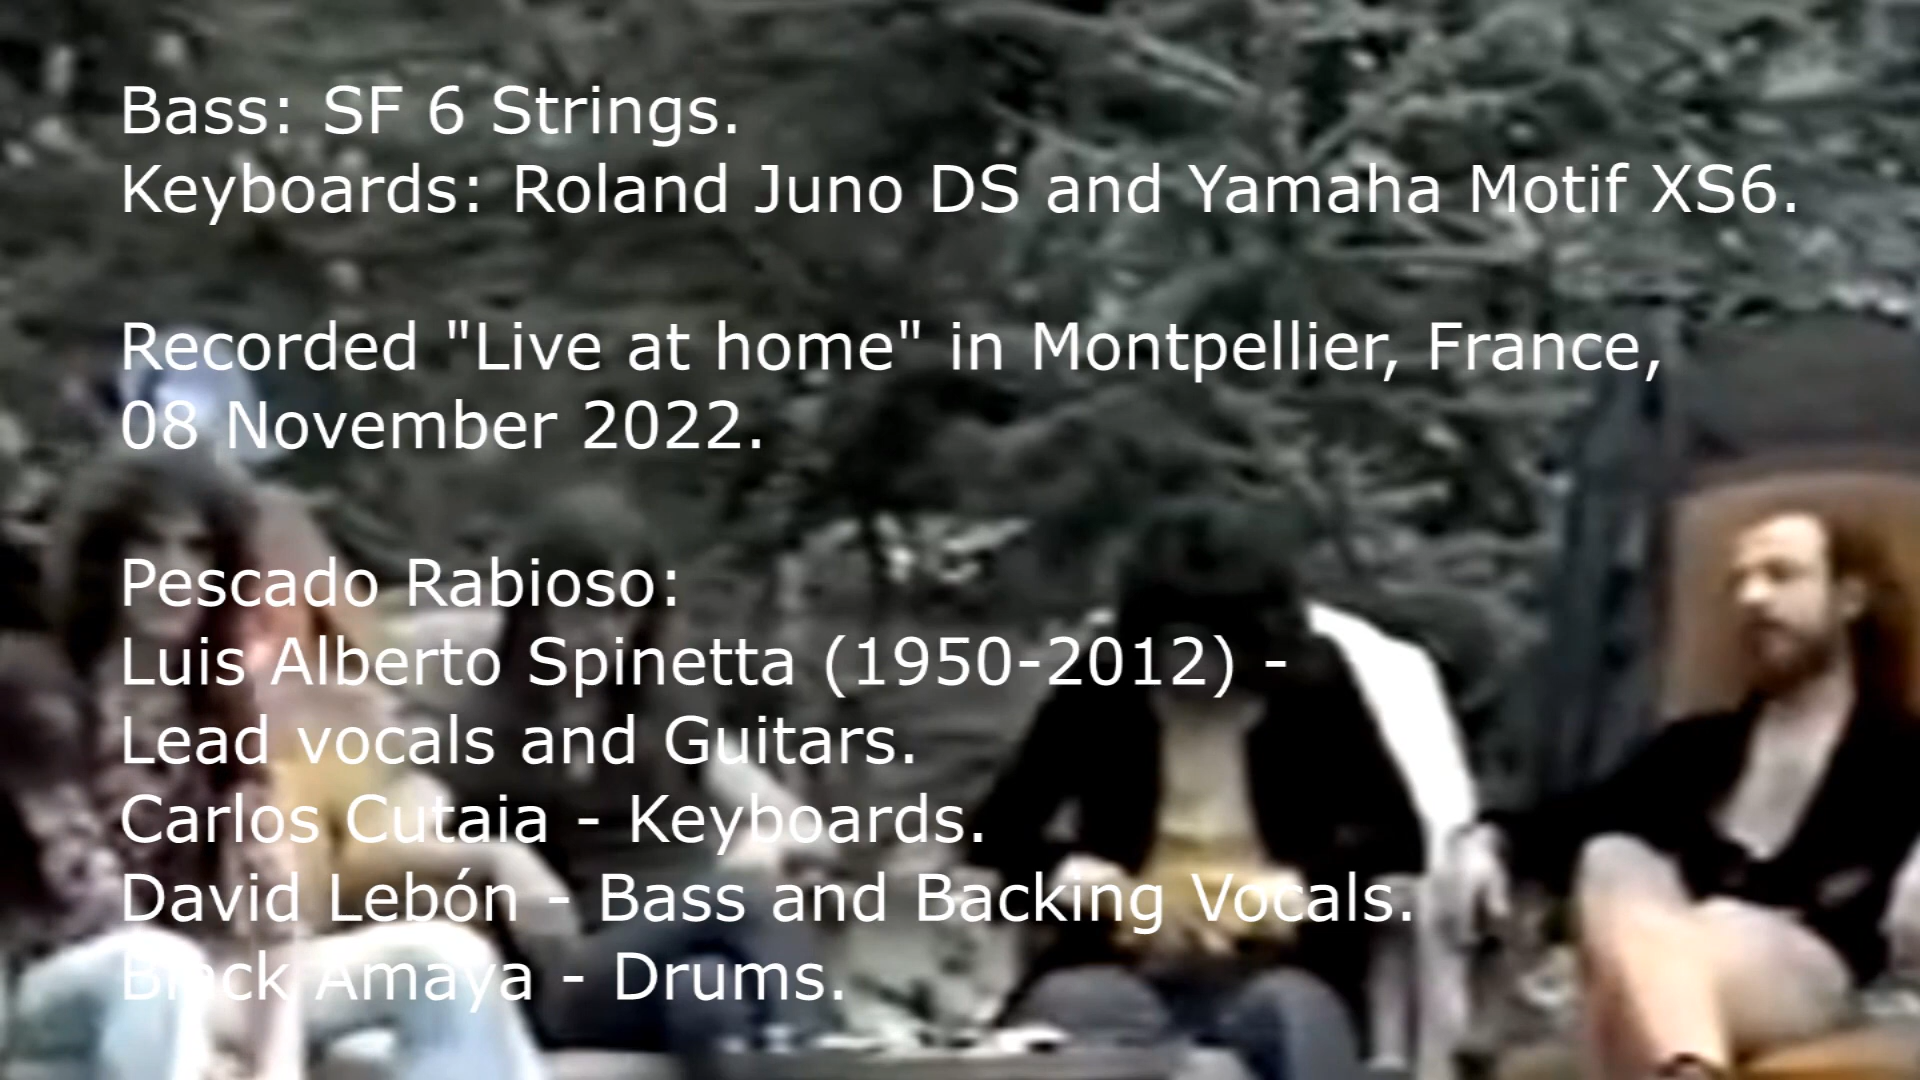 Bass: SF 6 Strings.
Keyboards: Roland Juno DS and Yamaha Motif XS6.
Recorded "Live at home" in Montpellier, France,
08 November 2022.
Pescado Rabioso:
Luis Alberto Spinetta (1950-2012) -
Lead vocals and Guitars.
Carlos Cutaia - Keyboards.
David Lebón - Bass and Backing Vocals.
Black Amaya - Drums.